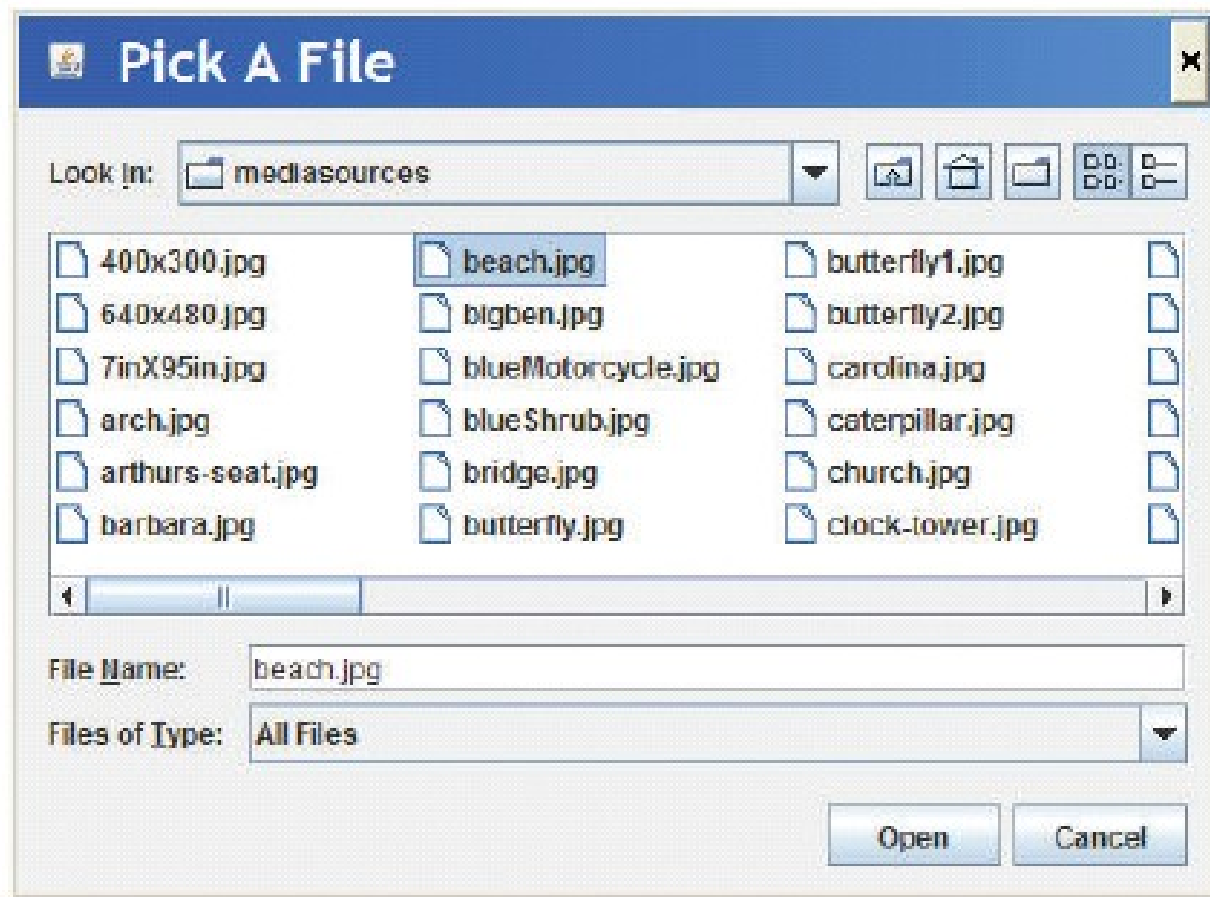 Pick A File
Look In: mediasources
400x300.jpg beach.jpg butterfly1.jpg
640x480.jpg bigben.jpg butterfly2.jpg
7inX95in.jpg blueMotorcycle.jpg carolina.jpg
arch.jpg blueShrub.jpg caterpillar.jpg
arthurs-seat.jpg bridge.jpg church.jpg
barbara.jpg butterfly.jpg clock-tower.jpg
File Name: beach.jpg
Files of Type: All Files
Open Cancel